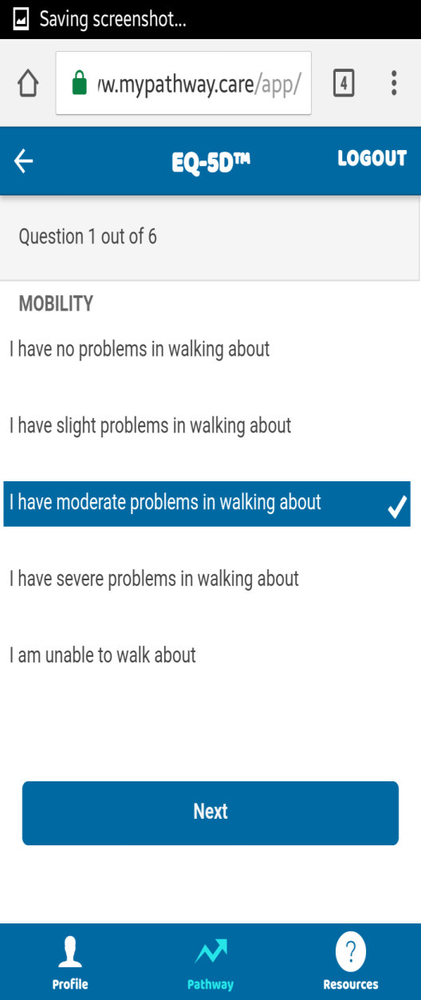 Saving screenshot...
/w.mypathway.care/app/
4
EQ-5D™
LOGOUT
Question 1 out of 6
MOBILITY
I have no problems in walking about
I have slight problems in walking about
I have moderate problems in walking about
I have severe problems in walking about
I am unable to walk about
Next
?
Profile
Pathway
Resources